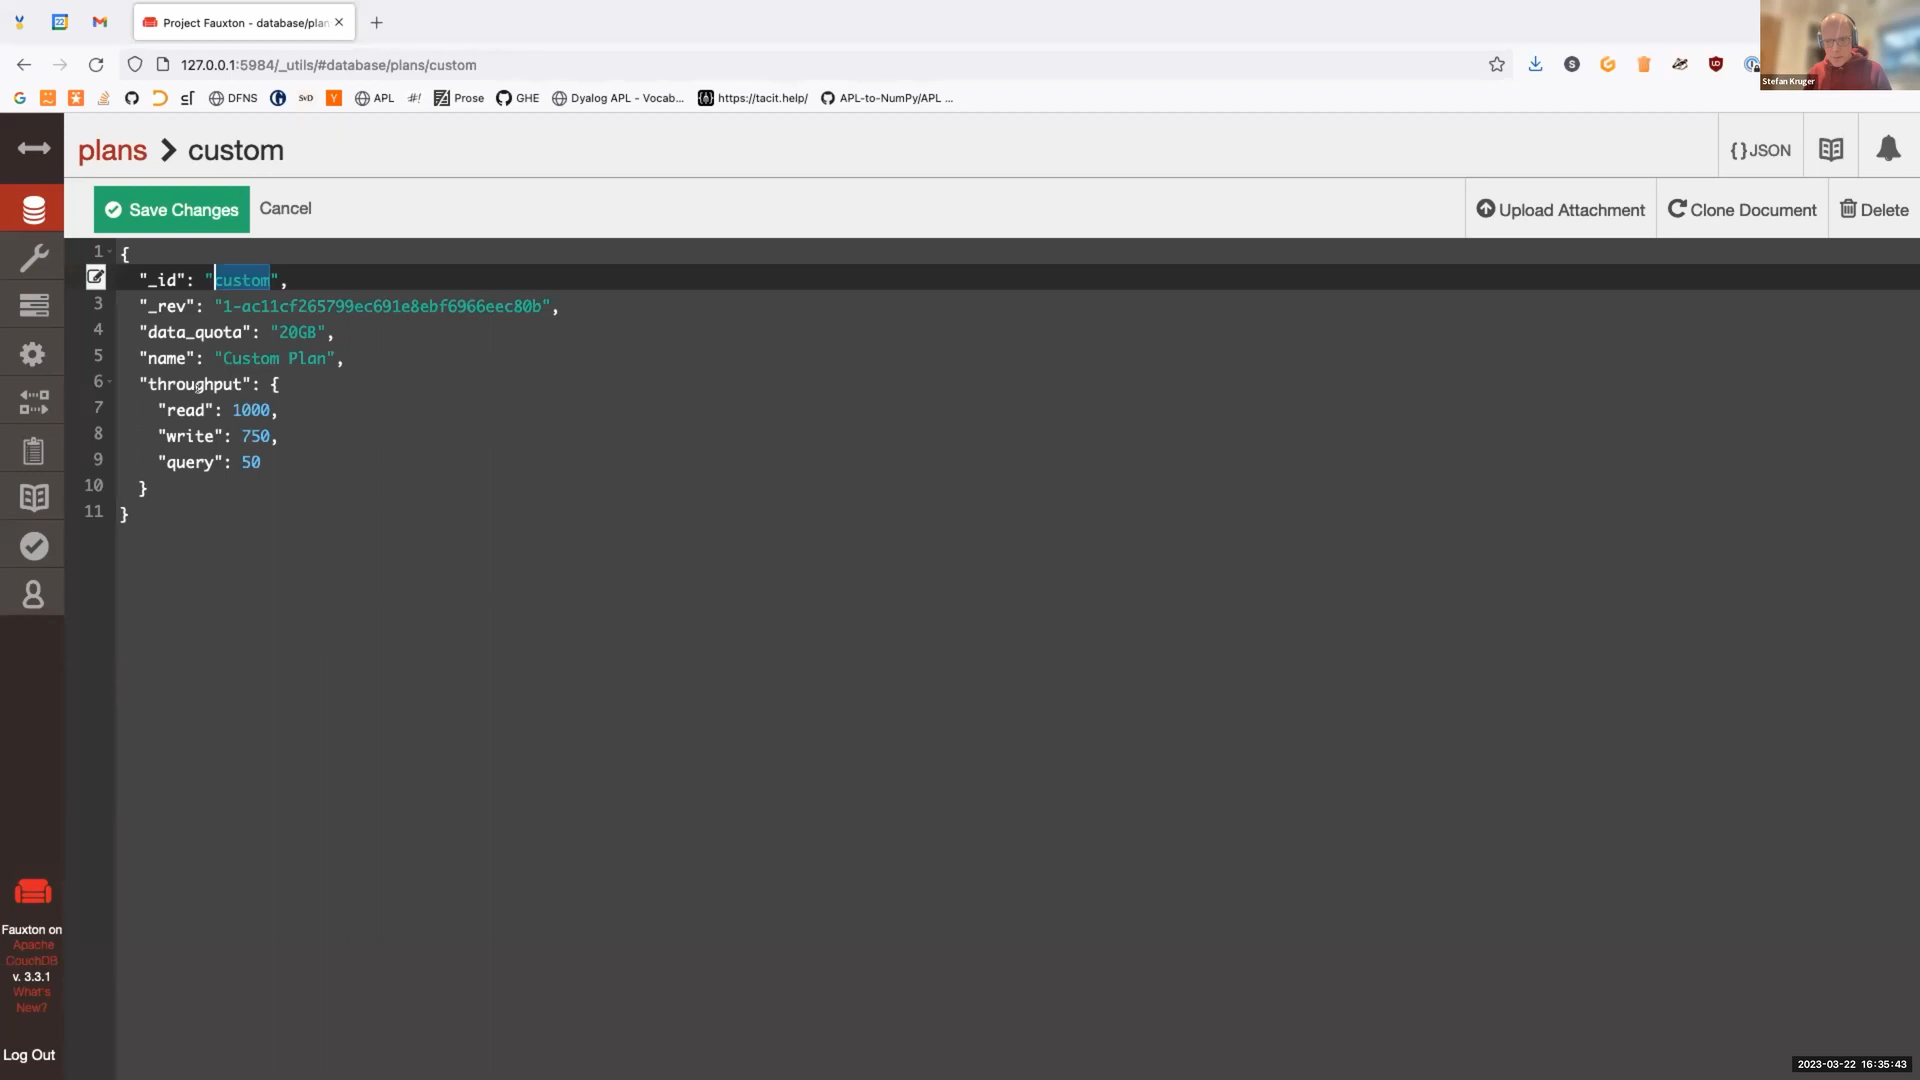 22
Project Fauxton - database/plan
127.0.0.1:5984/_utils/#database/plans/custom
Stefan Kruger
DFNS
APL
#!
Prose
GHE
Dyalog APL - Vocab...
https://tacit.help/
APL-to-NumPy/APL ...
plans custom
{ } JSON
Save Changes Cancel
Upload Attachment
Clone Document
Delete
1 {
"_id": "custom",
3 "_rev": "1-ac11cf265799ec691e8ebf6966eec80b",
4 "data_quota": "20GB",
5 "name": "Custom Plan",
6 "throughput": {
7 "read": 1000,
8 "write": 750,
9 "query": 50
10 }
11 }
Fauxton on
Apache
CouchDB
v. 3.3.1
What's
New?
Log Out
2023-03-22 16:35:43